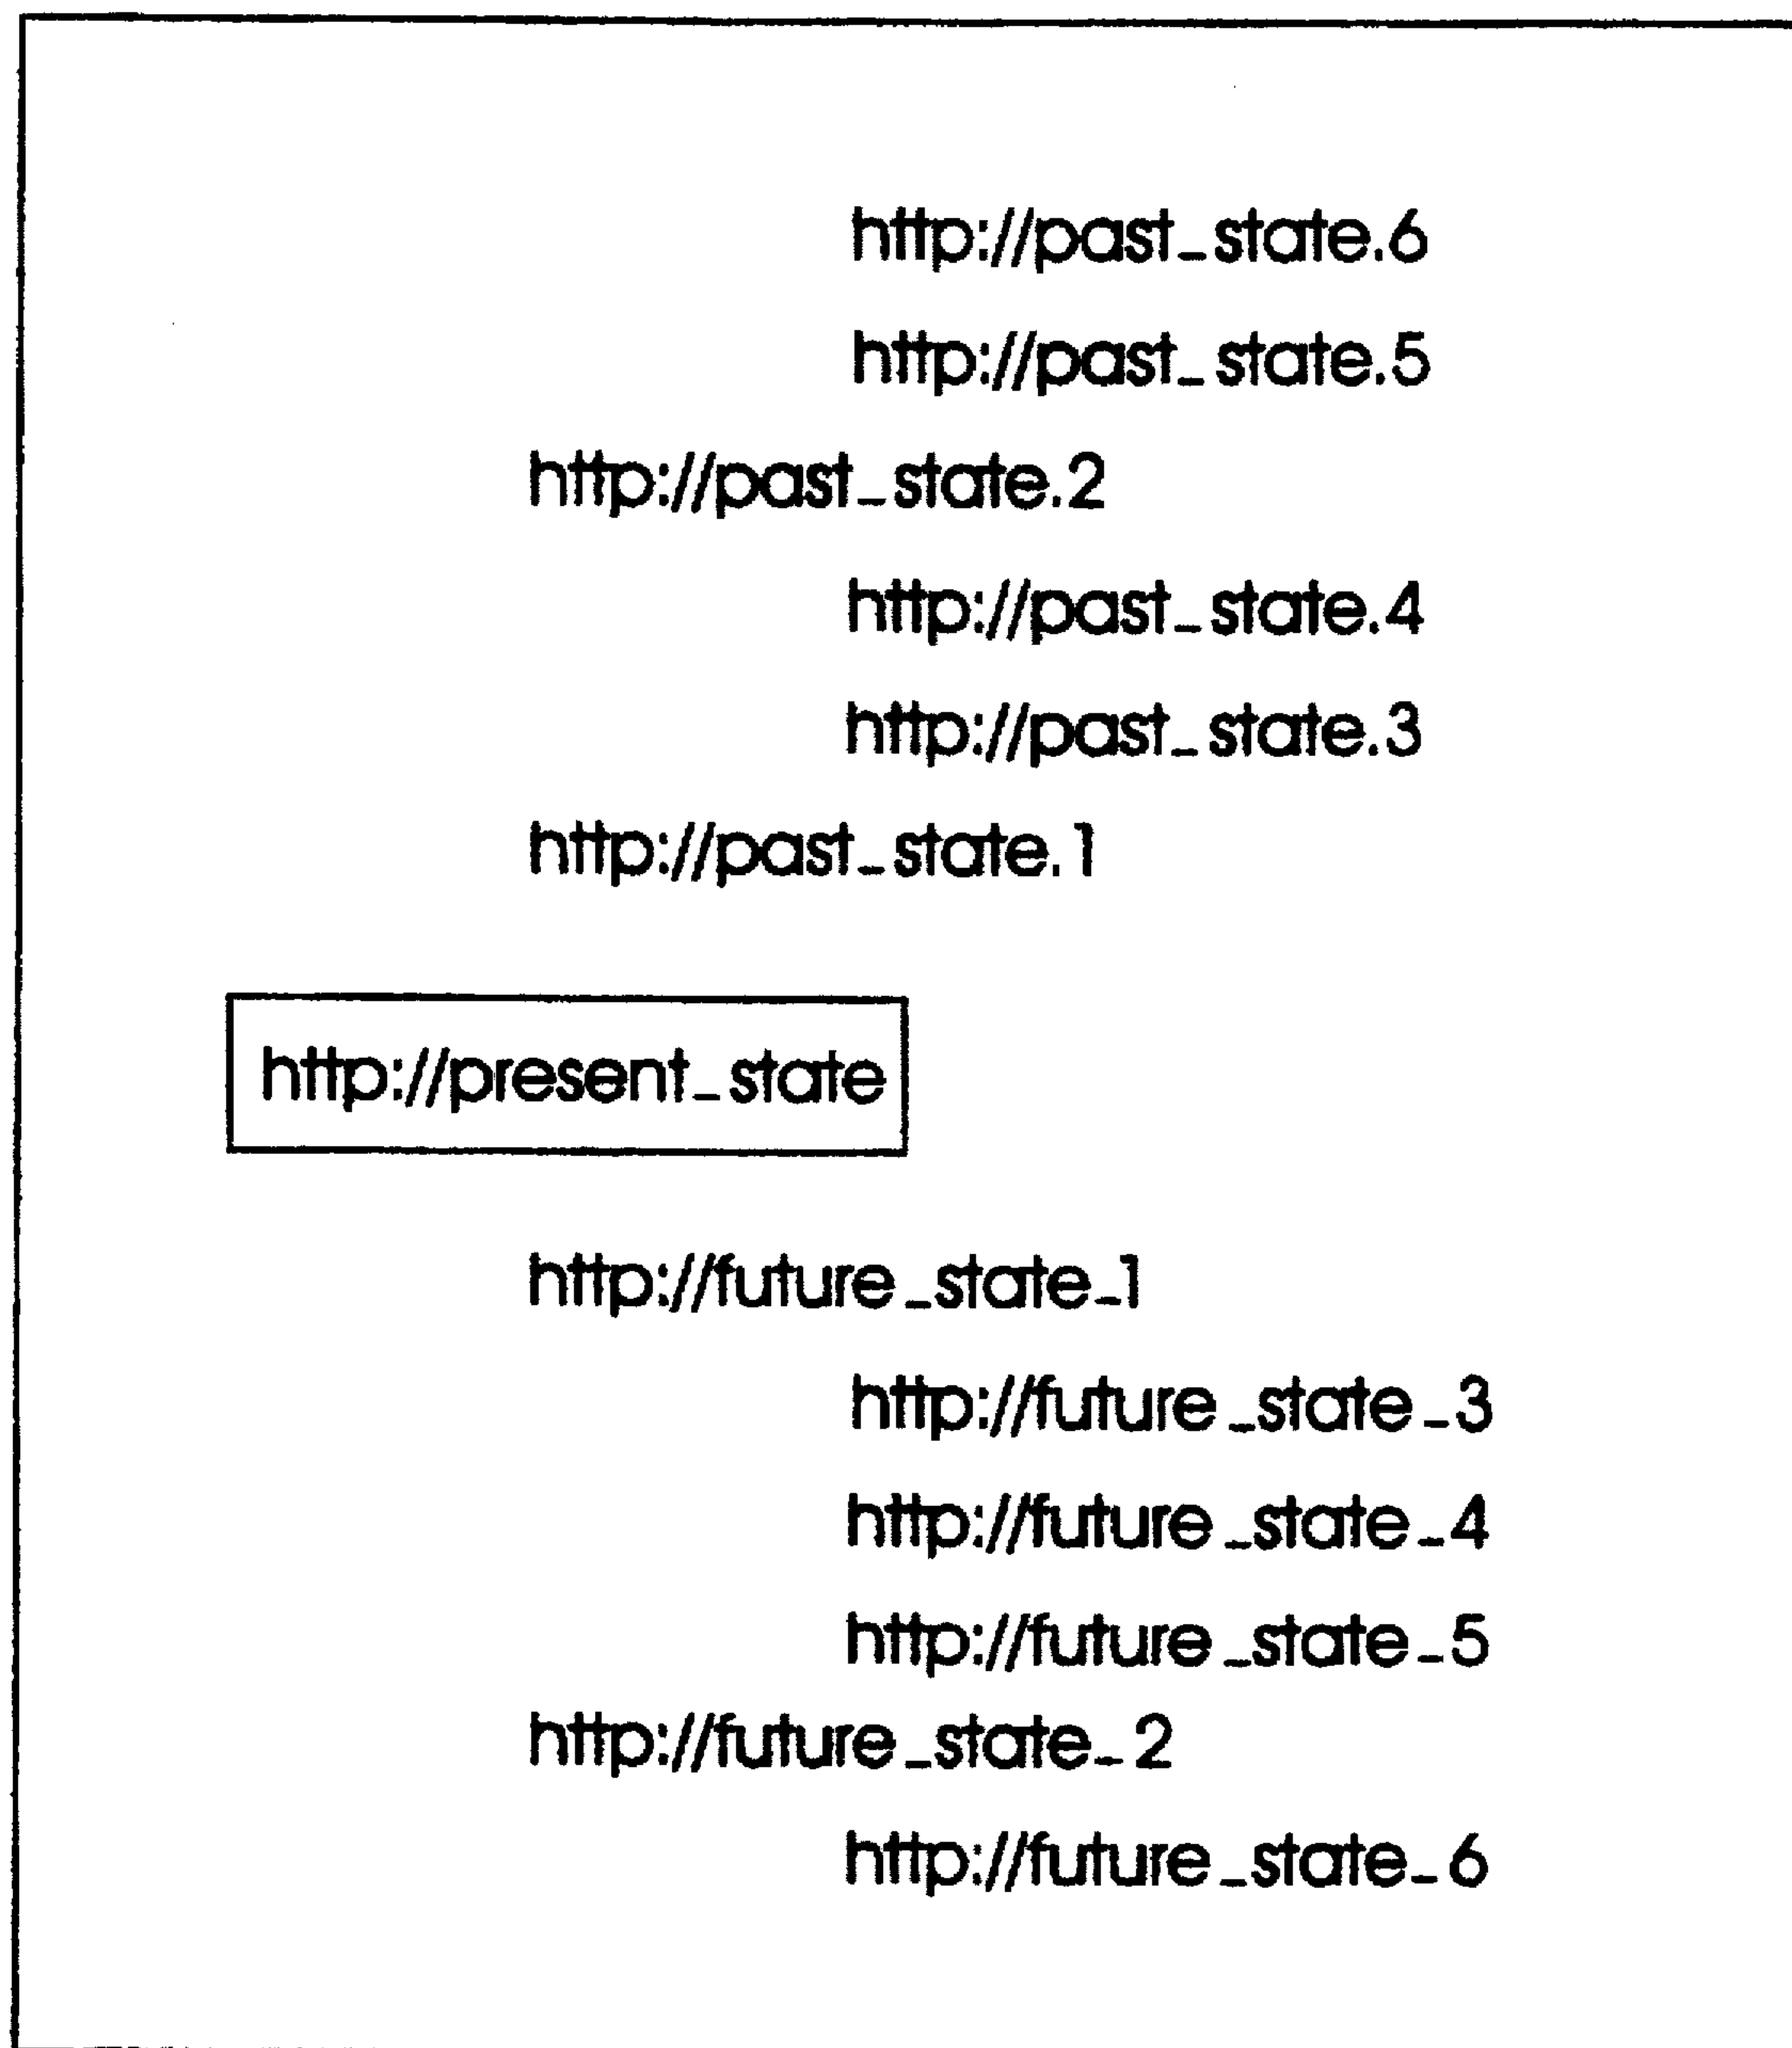 http://past_state.6
http://past_state.5
http://past_state.2
http://past_state.4
http://past_state.3
http://past_state.1
http://present_state
http://future_state_1
http://future_state_3
http://future_state_4
http://future_state_5
http://future_state_2
http://future_state_6